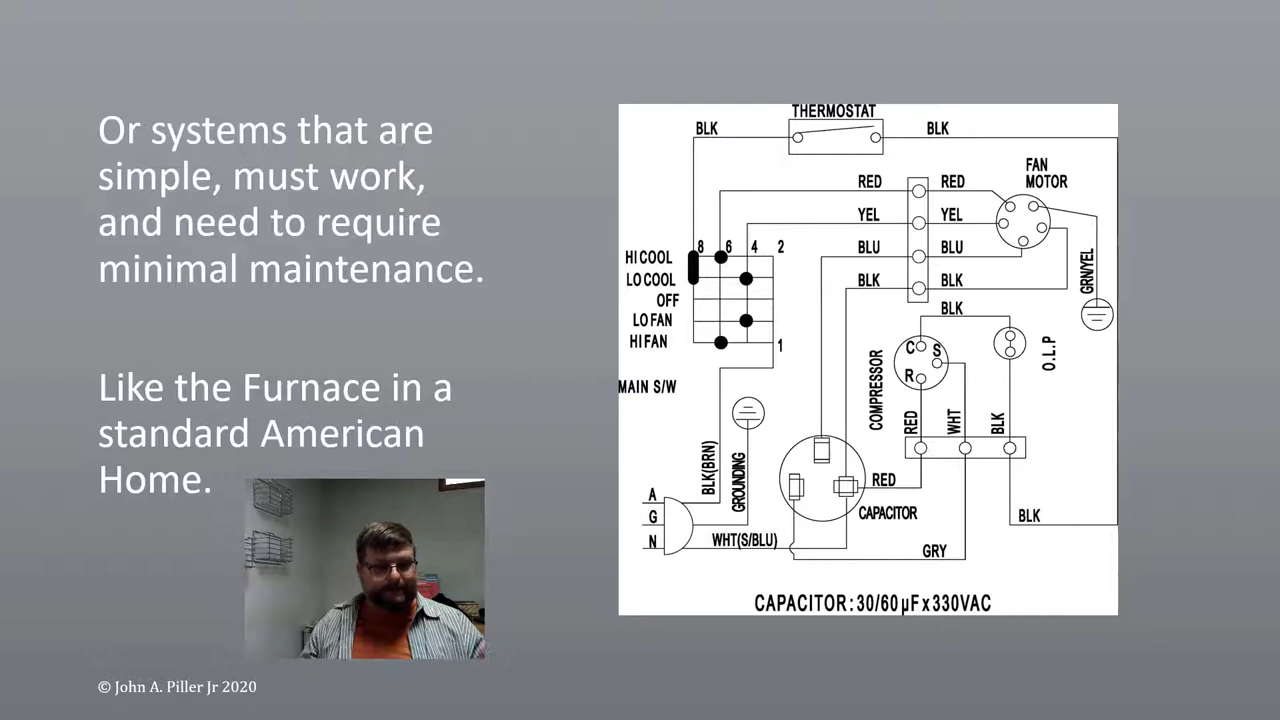 Or systems that are
simple, must work,
and need to require
minimal maintenance.
Like the Furnace in a
standard American
Home.
© John A. Piller Jr 2020
THERMOSTAT
BLK
BLK
FAN
MOTOR
RED
RED
YEL
YEL
BLU
BLU
BLK
BLK
GRN/YEL
8 6 4 2
HI COOL
LO COOL
OFF
LO FAN
HI FAN
1
MAIN S/W
BLK
C S
R
O.L.P
COMPRESSOR
RED
WHT
BLK
BLK(BRN)
GROUNDING
A
G
N
WHT(S/BLU)
RED
CAPACITOR
BLK
GRY
CAPACITOR:30/60µFx330VAC